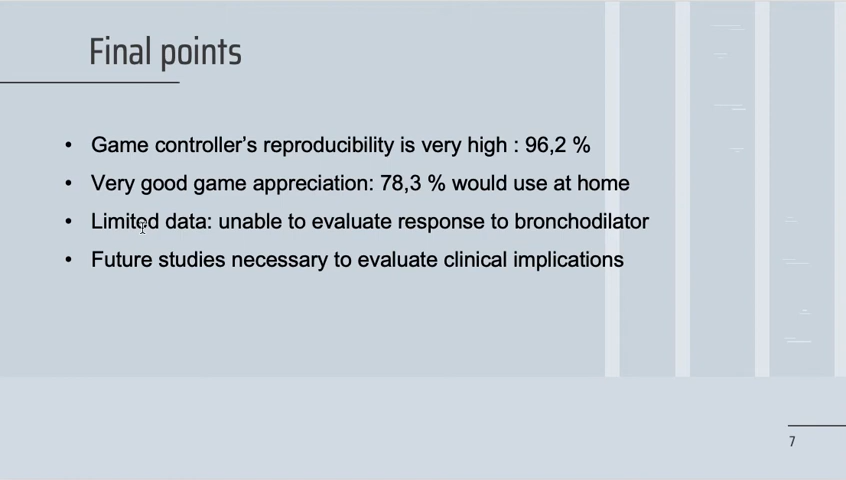 Final points
• Game controller's reproducibility is very high : 96,2 %
• Very good game appreciation: 78,3 % would use at home
• Limited data: unable to evaluate response to bronchodilator
• Future studies necessary to evaluate clinical implications
7